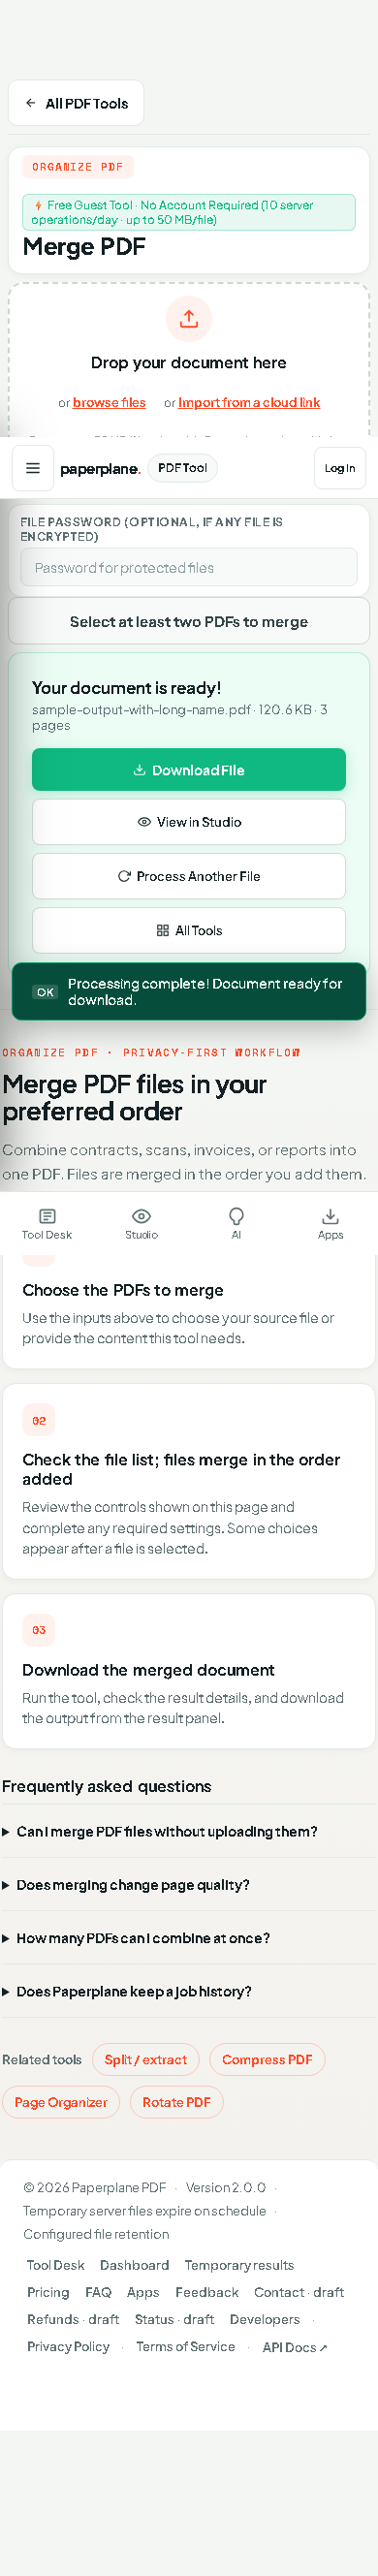 ← All PDF Tools
ORGANIZE PDF
Free Guest Tool · No Account Required (10 server
operations/day · up to 50 MB/file)
Merge PDF
Drop your document here
or browse files or import from a cloud link
paperplane. PDF Tool Log in
FILE PASSWORD (OPTIONAL, IF ANY FILE IS
ENCRYPTED)
Password for protected files
Select at least two PDFs to merge
Your document is ready!
sample-output-with-long-name.pdf · 120.6 KB · 3
pages
Download File
View in Studio
Process Another File
All Tools
OK
Processing complete! Document ready for
download.
ORGANIZE PDF · PRIVACY-FIRST WORKFLOW
Merge PDF files in your
preferred order
Combine contracts, scans, invoices, or reports into
one PDF. Files are merged in the order you add them.
Tool Desk Studio AI Apps
Choose the PDFs to merge
Use the inputs above to choose your source file or
provide the content this tool needs.
02
Check the file list; files merge in the order
added
Review the controls shown on this page and
complete any required settings. Some choices
appear after a file is selected.
03
Download the merged document
Run the tool, check the result details, and download
the output from the result panel.
Frequently asked questions
▶ Can I merge PDF files without uploading them?
▶ Does merging change page quality?
▶ How many PDFs can I combine at once?
▶ Does Paperplane keep a job history?
Related tools Split / extract Compress PDF
Page Organizer Rotate PDF
© 2026 Paperplane PDF · Version 2.0.0 ·
Temporary server files expire on schedule ·
Configured file retention
Tool Desk Dashboard Temporary results
Pricing FAQ Apps Feedback Contact · draft
Refunds · draft Status · draft Developers ·
Privacy Policy · Terms of Service · API Docs ↗